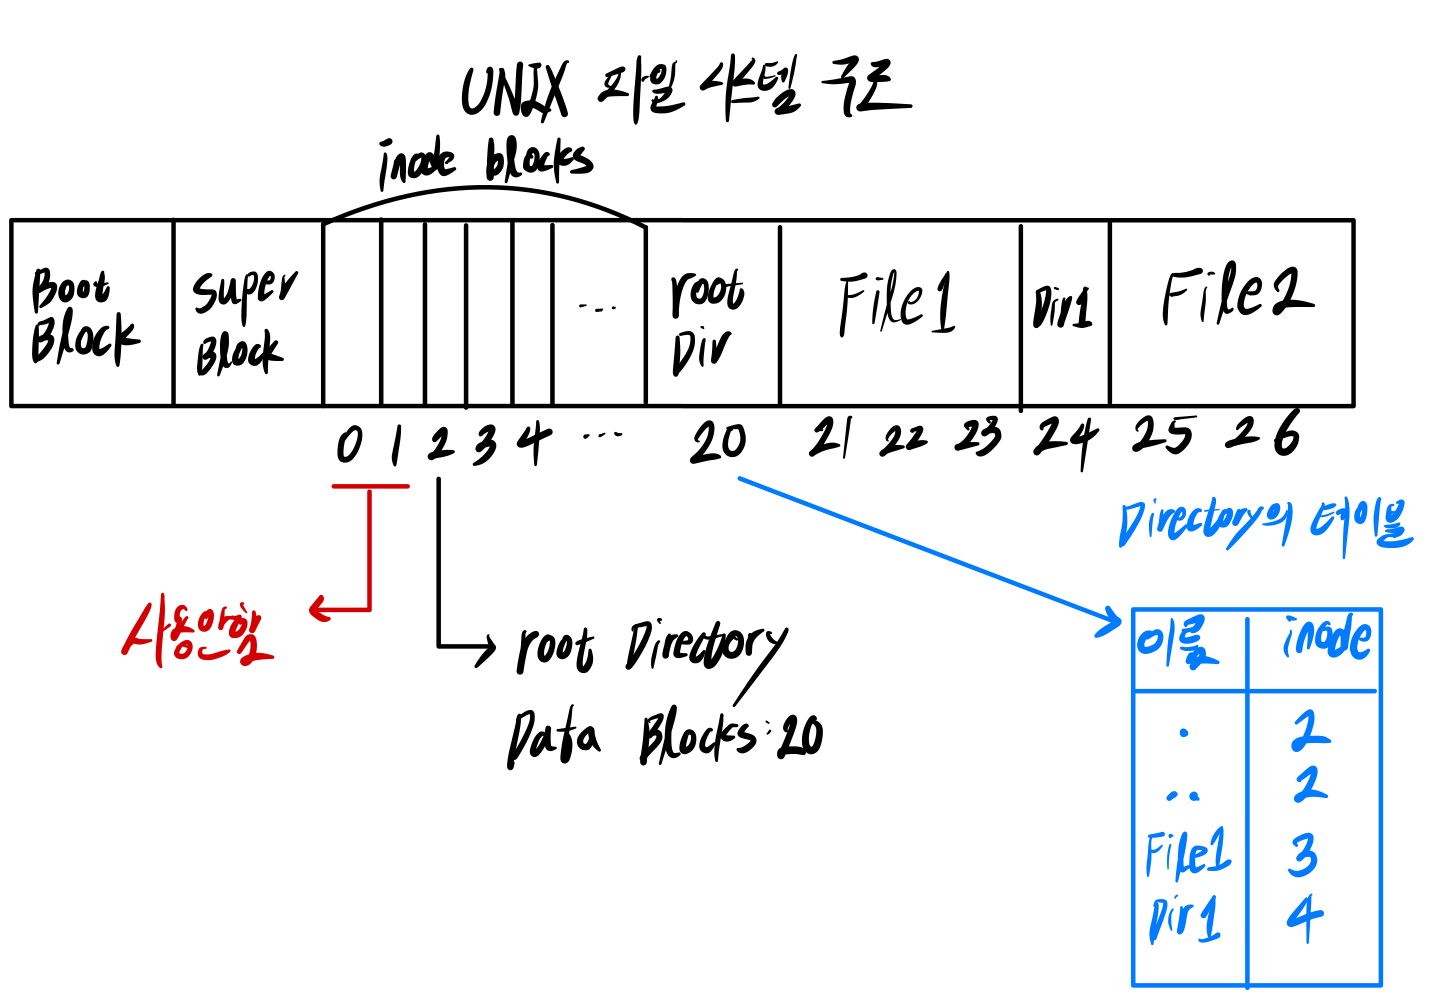 UNIX 파일 시스템 구조
inode blocks
Boot
Block
Super
Block
...
root
Dir
File1
Dir1
File2
0 1 2 3 4 ... 20 21 22 23 24 25 26
사용안함
root Directory
Data Blocks : 20
Directory의 테이블
이름 inode
. 2
.. 2
File1 3
Dir1 4